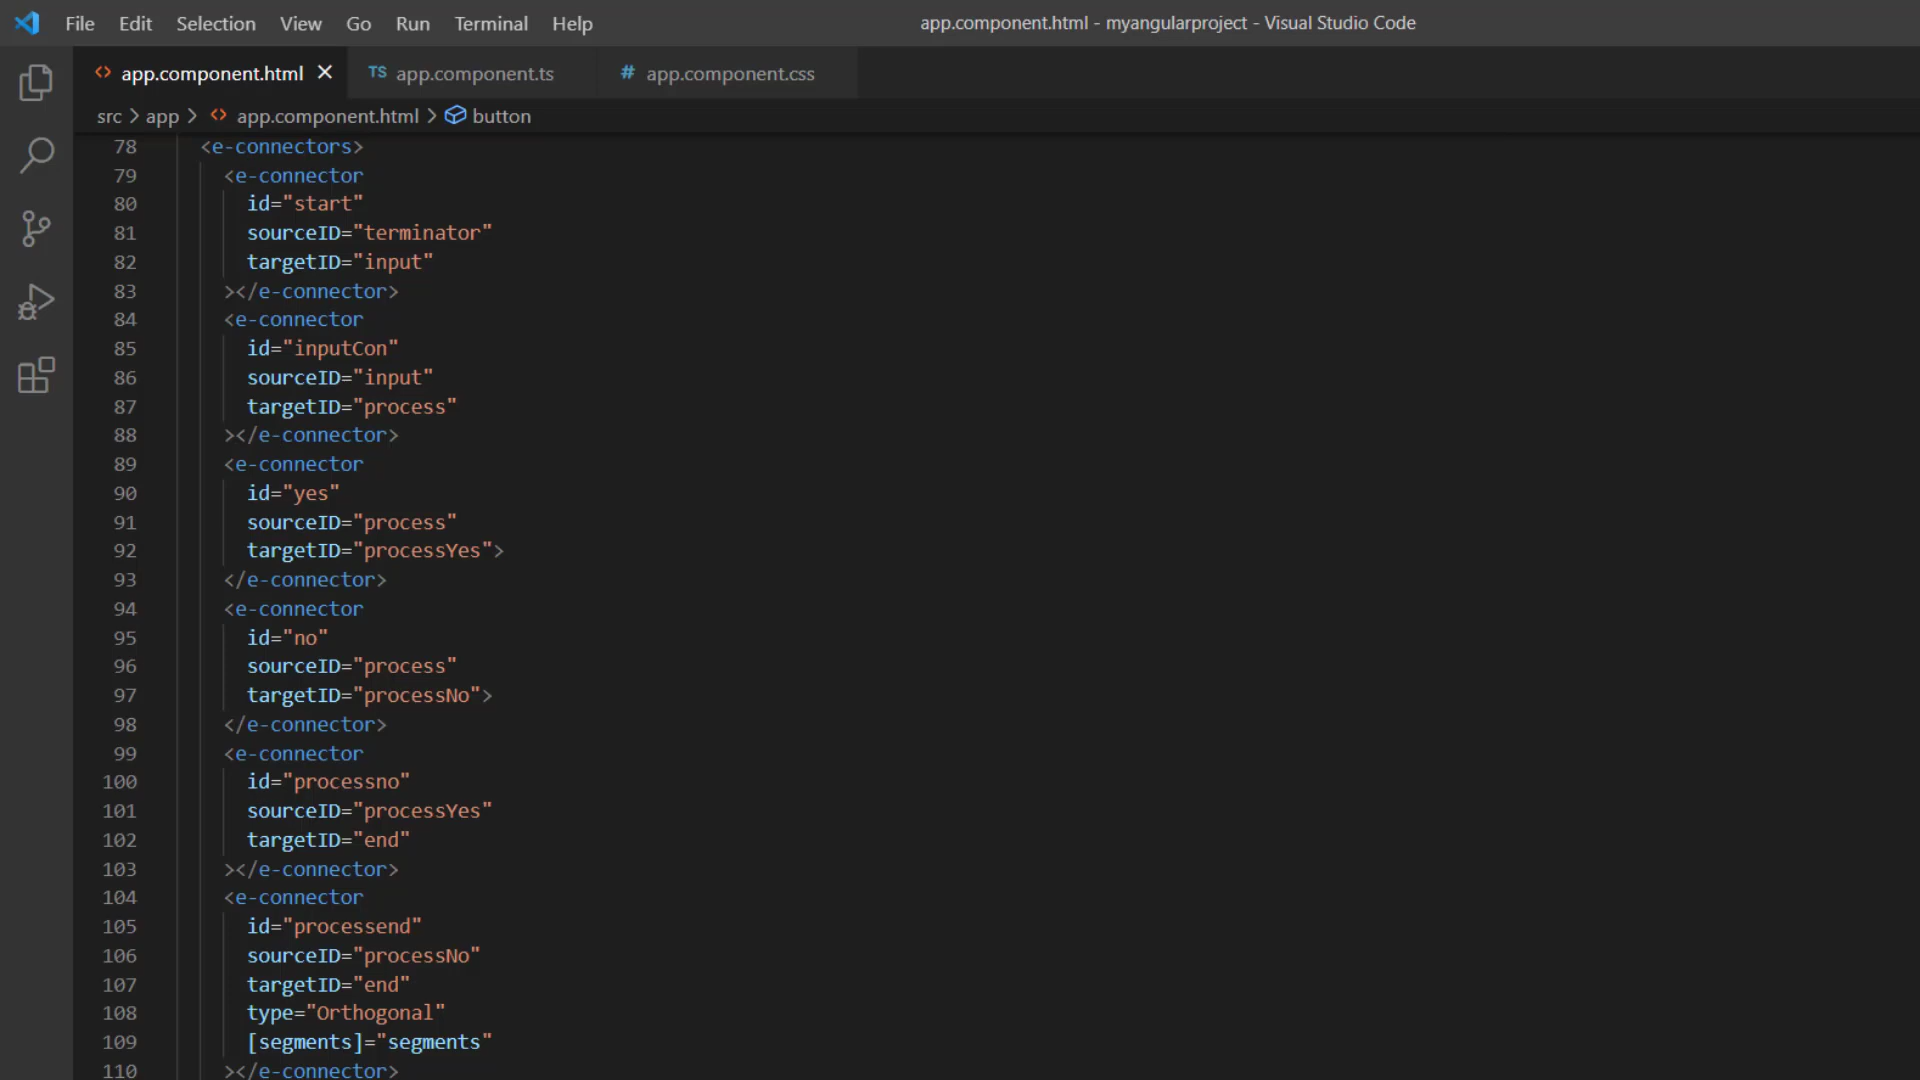 File Edit Selection View Go Run Terminal Help app.component.html - myangularproject - Visual Studio Code
<> app.component.html × TS app.component.ts # app.component.css
src > app > <> app.component.html > button
78 <e-connectors>
79 <e-connector
80 id="start"
81 sourceID="terminator"
82 targetID="input"
83 ></e-connector>
84 <e-connector
85 id="inputCon"
86 sourceID="input"
87 targetID="process"
88 ></e-connector>
89 <e-connector
90 id="yes"
91 sourceID="process"
92 targetID="processYes">
93 </e-connector>
94 <e-connector
95 id="no"
96 sourceID="process"
97 targetID="processNo">
98 </e-connector>
99 <e-connector
100 id="processno"
101 sourceID="processYes"
102 targetID="end"
103 ></e-connector>
104 <e-connector
105 id="processend"
106 sourceID="processNo"
107 targetID="end"
108 type="Orthogonal"
109 [segments]="segments"
110 ></e-connector>